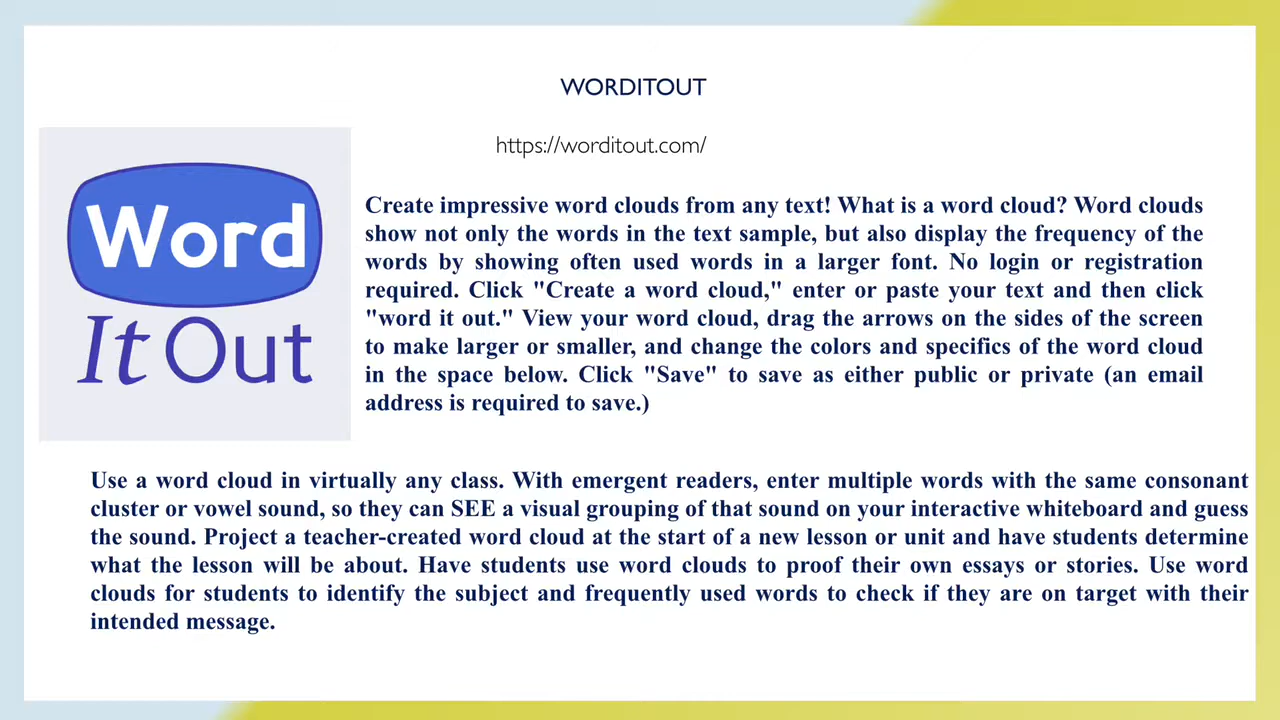 WORDITOUT
https://worditout.com/
Word
It Out
Create impressive word clouds from any text! What is a word cloud? Word clouds
show not only the words in the text sample, but also display the frequency of the
words by showing often used words in a larger font. No login or registration
required. Click "Create a word cloud," enter or paste your text and then click
"word it out." View your word cloud, drag the arrows on the sides of the screen
to make larger or smaller, and change the colors and specifics of the word cloud
in the space below. Click "Save" to save as either public or private (an email
address is required to save.)
Use a word cloud in virtually any class. With emergent readers, enter multiple words with the same consonant
cluster or vowel sound, so they can SEE a visual grouping of that sound on your interactive whiteboard and guess
the sound. Project a teacher-created word cloud at the start of a new lesson or unit and have students determine
what the lesson will be about. Have students use word clouds to proof their own essays or stories. Use word
clouds for students to identify the subject and frequently used words to check if they are on target with their
intended message.